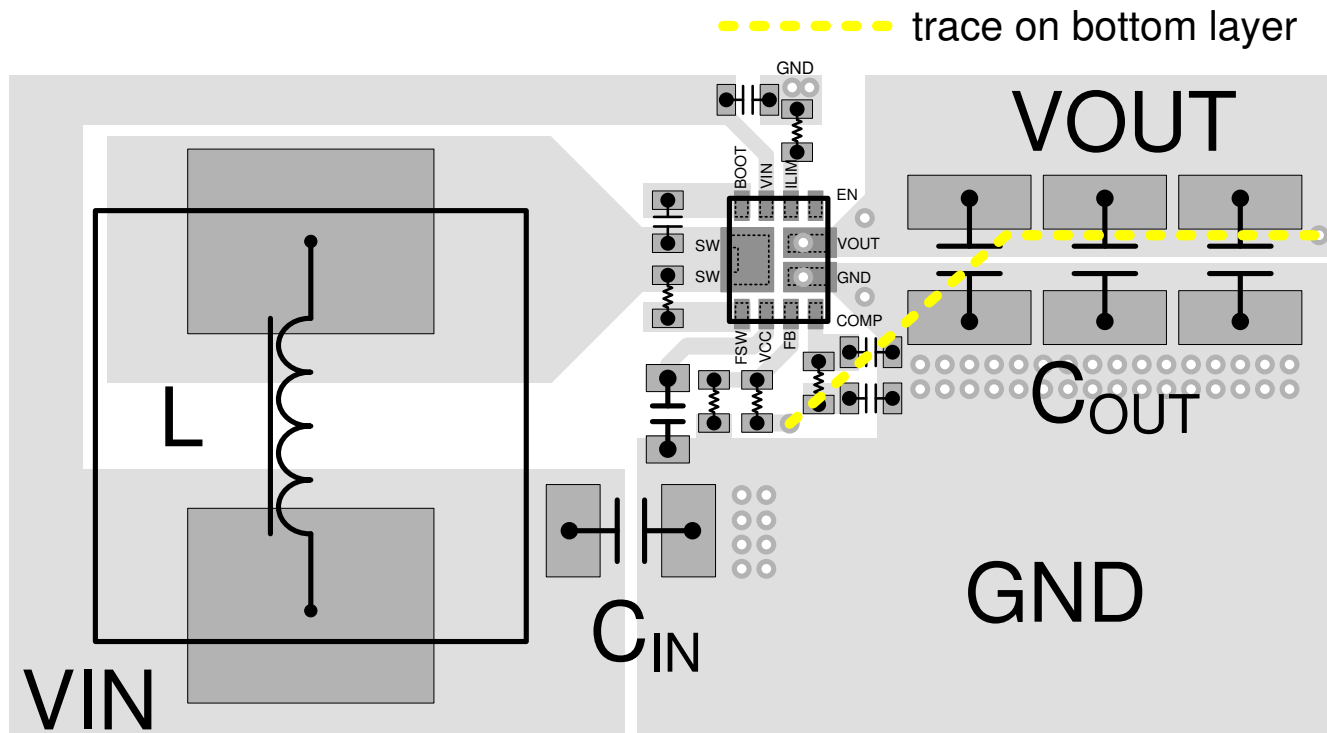 trace on bottom layer
GND
VOUT
BOOT
VIN
ILIM
EN
SW
VOUT
SW
GND
COMP
FSW
VCC
FB
L
COUT
CIN
GND
VIN